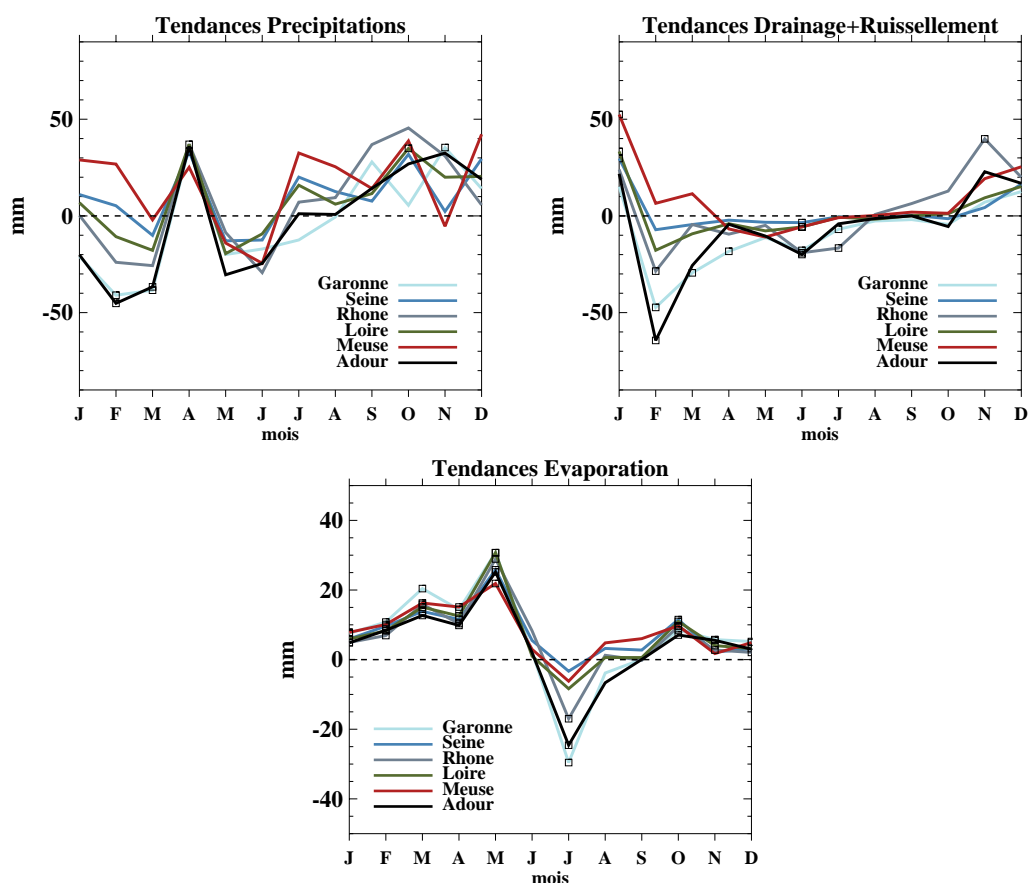 Tendances Precipitations
50
0
-50
mm
Garonne
Seine
Rhone
Loire
Meuse
Adour
J F M A M J J A S O N D
mois
Tendances Drainage+Ruissellement
50
0
-50
mm
Garonne
Seine
Rhone
Loire
Meuse
Adour
J F M A M J J A S O N D
mois
Tendances Evaporation
40
20
0
-20
-40
mm
Garonne
Seine
Rhone
Loire
Meuse
Adour
J F M A M J J A S O N D
mois